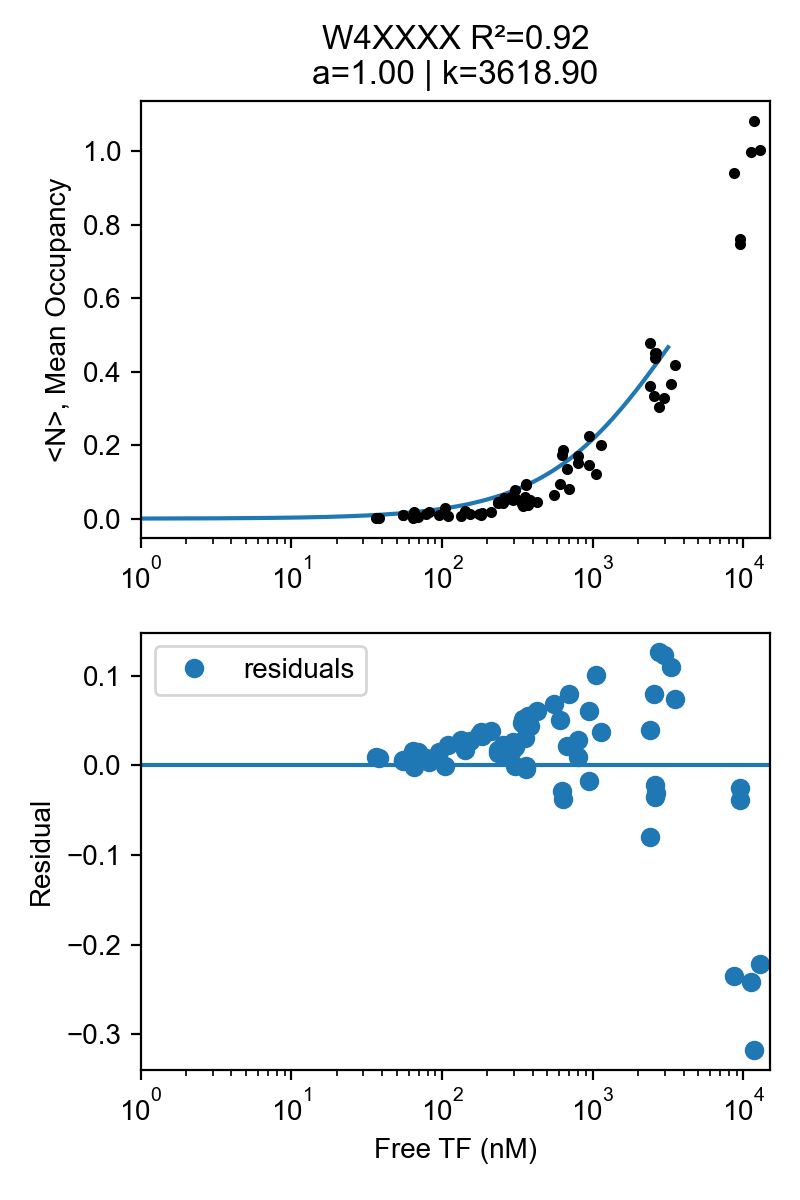 W4XXXX R²=0.92
a=1.00 | k=3618.90
<N>, Mean Occupancy
1.0
0.8
0.6
0.4
0.2
0.0
10⁰ 10¹ 10² 10³ 10⁴
residuals
Residual
0.1
0.0
−0.1
−0.2
−0.3
10⁰ 10¹ 10² 10³ 10⁴
Free TF (nM)